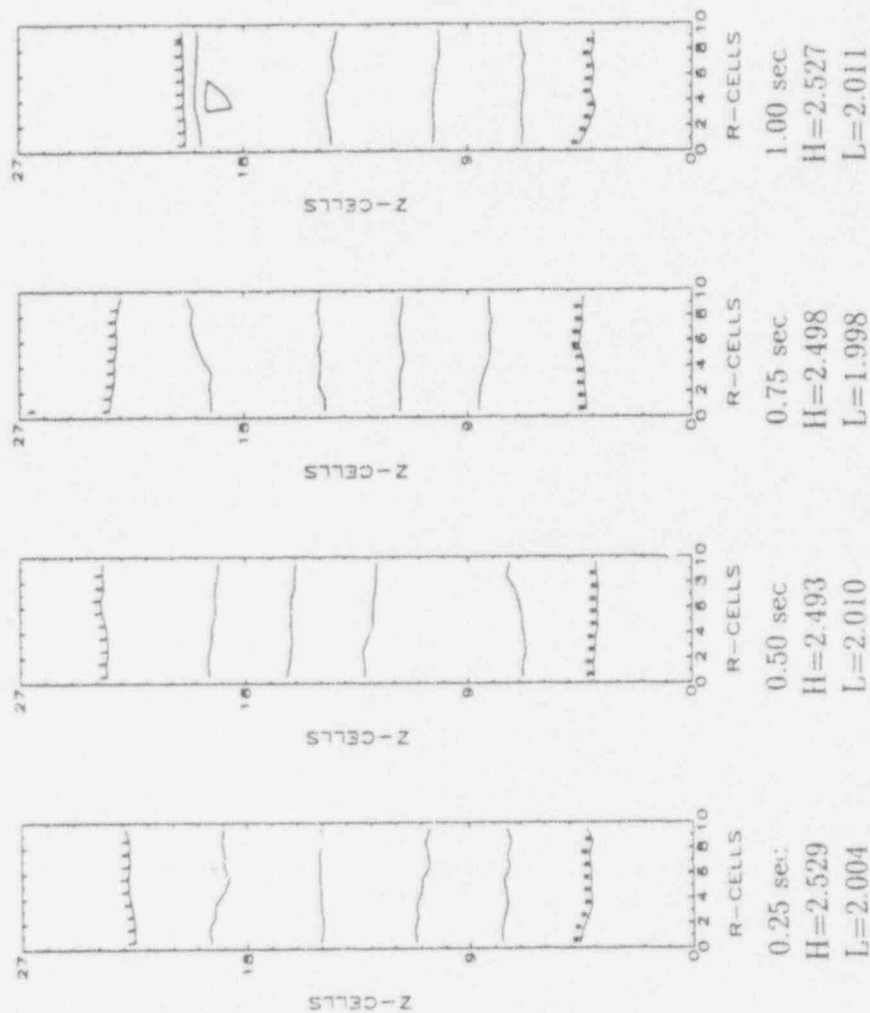 27
18
9
0
Z-CELLS
0 2 4 6 8 10
R-CELLS
0.25 sec
H=2.529
L=2.004
27
18
9
0
Z-CELLS
0 2 4 6 8 10
R-CELLS
0.50 sec
H=2.493
L=2.010
27
18
9
0
Z-CELLS
0 2 4 6 8 10
R-CELLS
0.75 sec
H=2.498
L=1.998
27
18
9
0
Z-CELLS
0 2 4 6 8 10
R-CELLS
1.00 sec
H=2.527
L=2.011